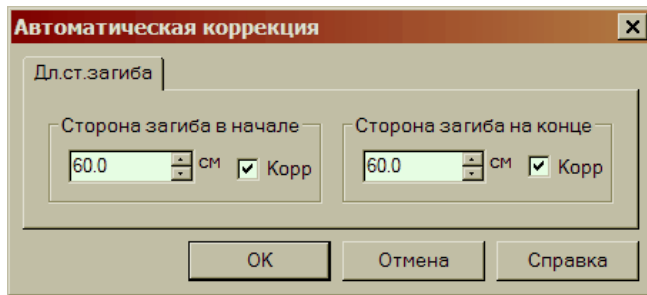 Автоматическая коррекция
Дл.ст.загиба
Сторона загиба в начале Сторона загиба на конце
60.0 см Корр 60.0 см Корр
OK Отмена Справка